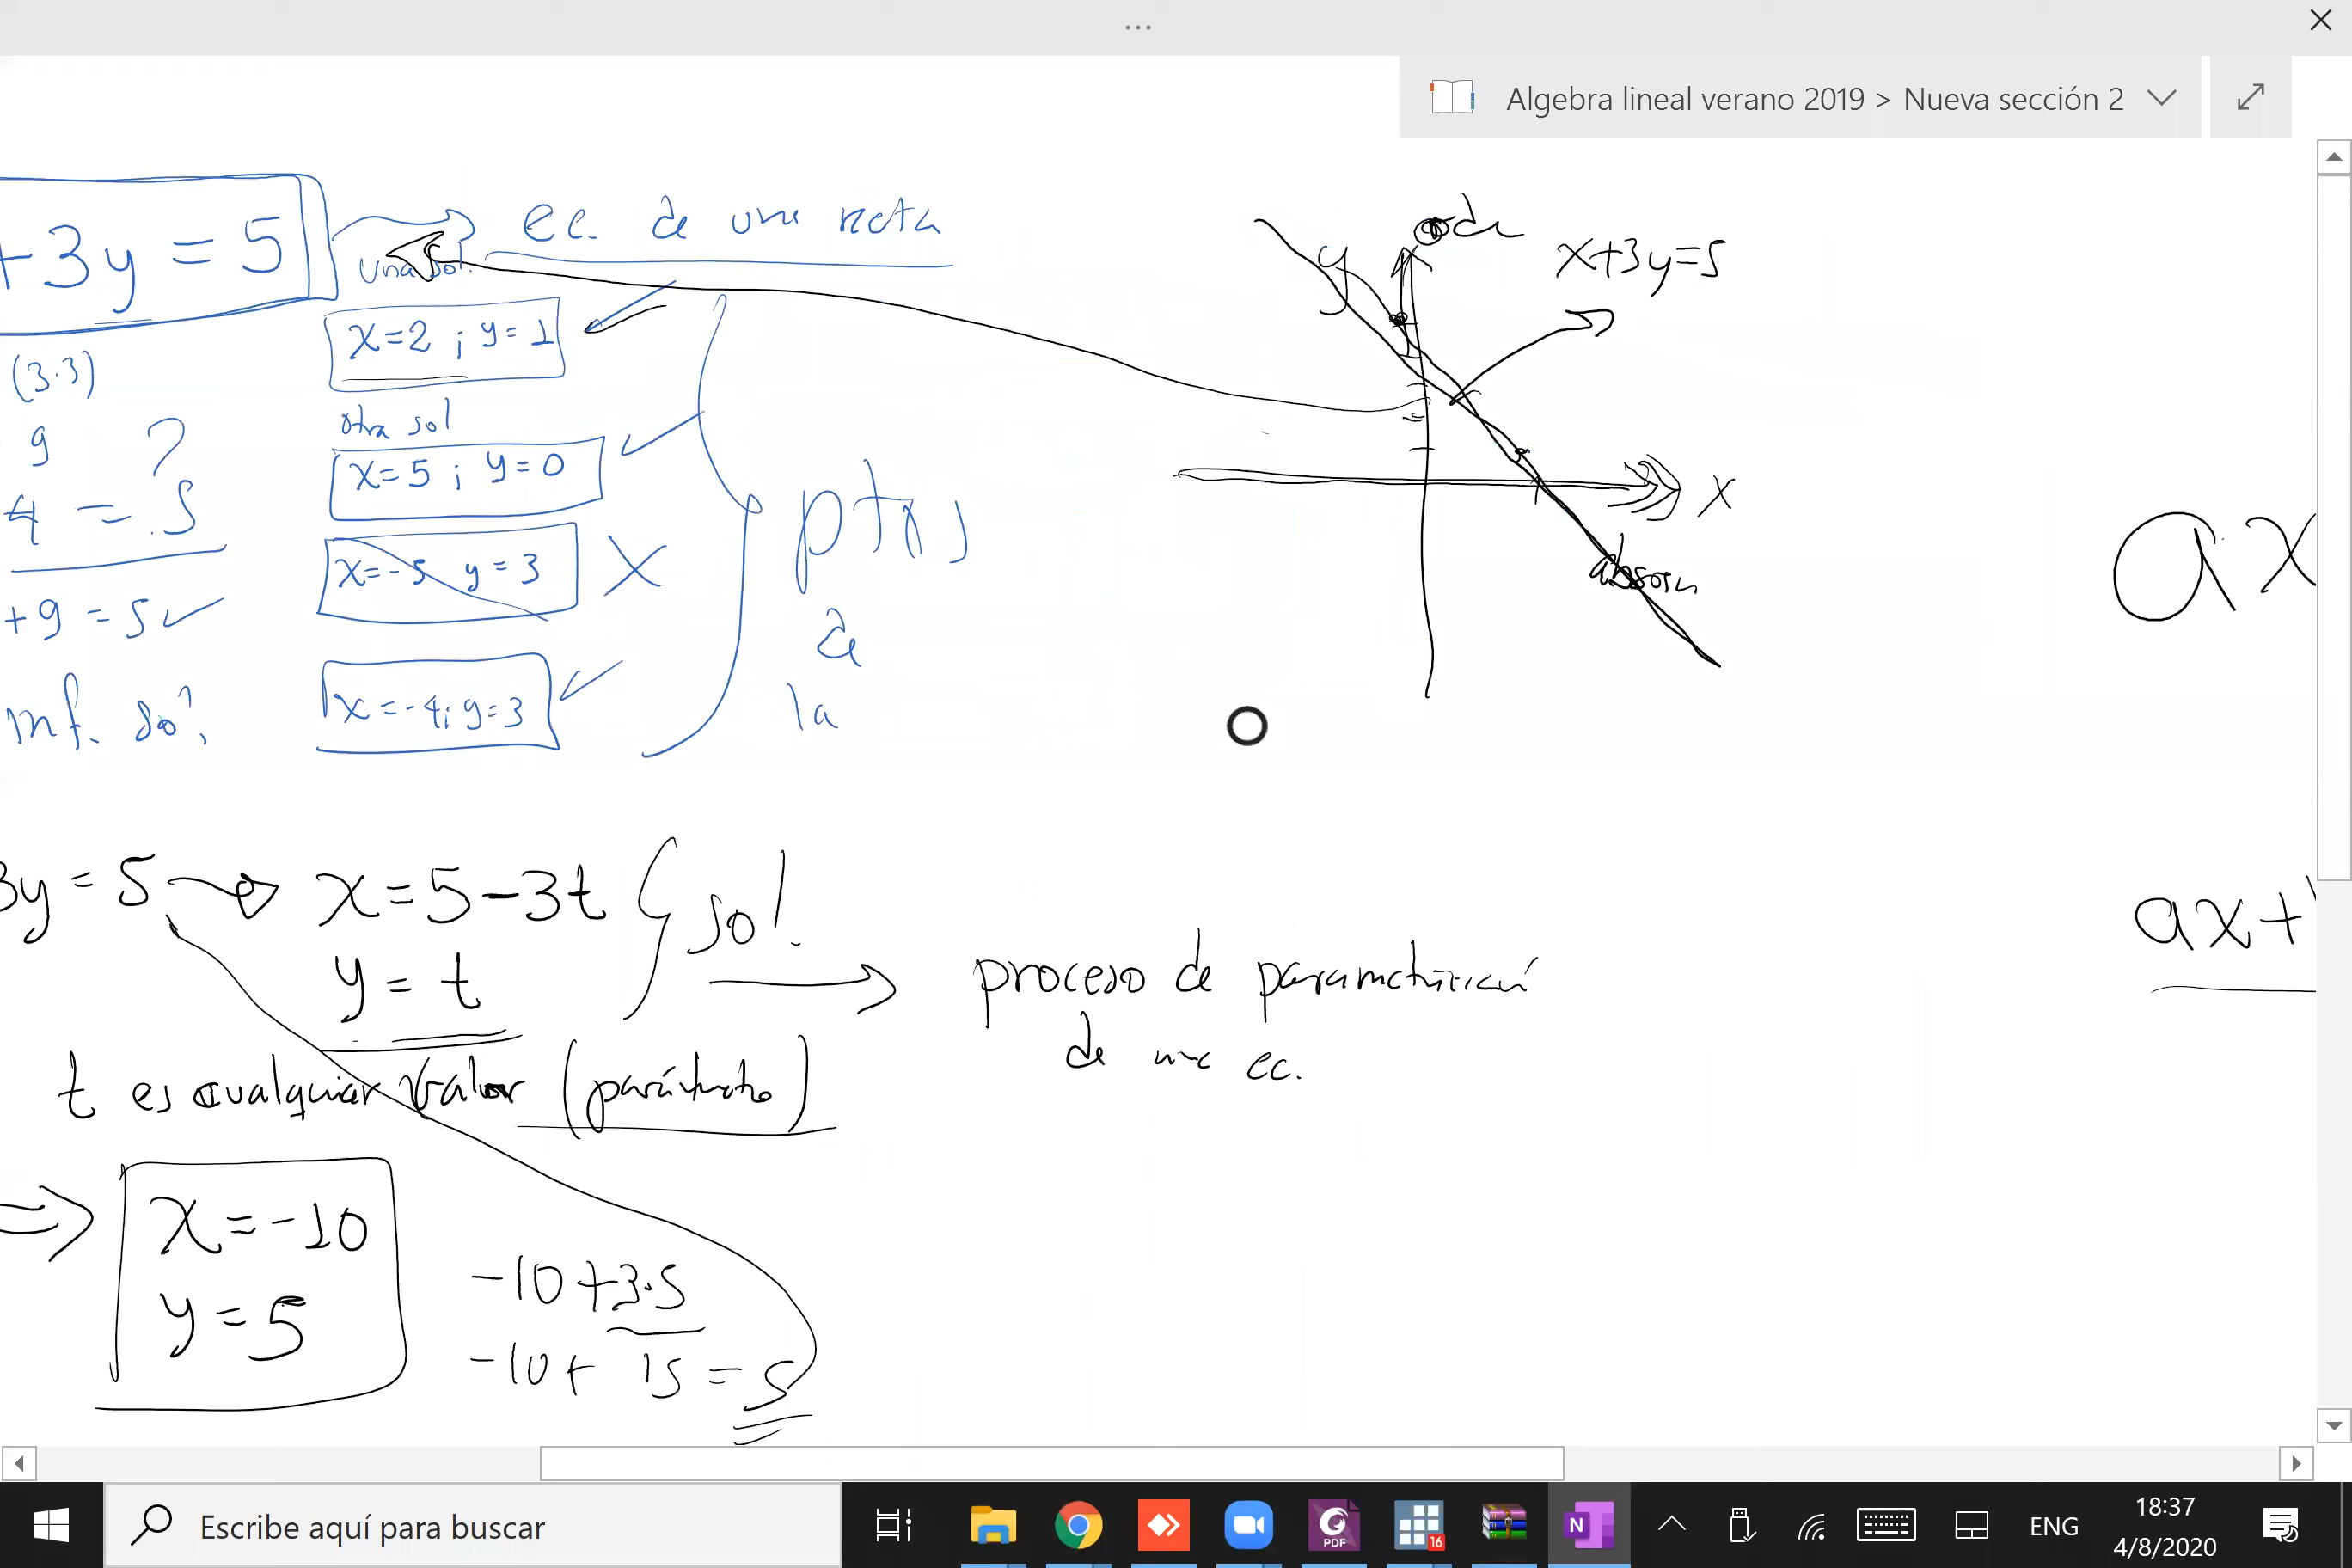 Algebra lineal verano 2019 > Nueva sección 2
+3y = 5
ec. de una recta
una sol.
x=2 ; y=1
(3·3)
9 ?
otra sol
x=5 ; y=0
4 = 5
x=-5 y=3 X
+9 = 5 ✓
x=-4; y=3
inf. sol.
ptos
de
la
y
x+3y=5
x
ax
ax+
3y = 5 → x = 5-3t
y = t
sol.
proceso de parametrización
de una ec.
t es cualquier valor (parámetro)
⇒ x=-10
y=5
-10+3·5
-10+ 15 = 5
Escribe aquí para buscar
PDF
16
N
ENG
18:37
4/8/2020